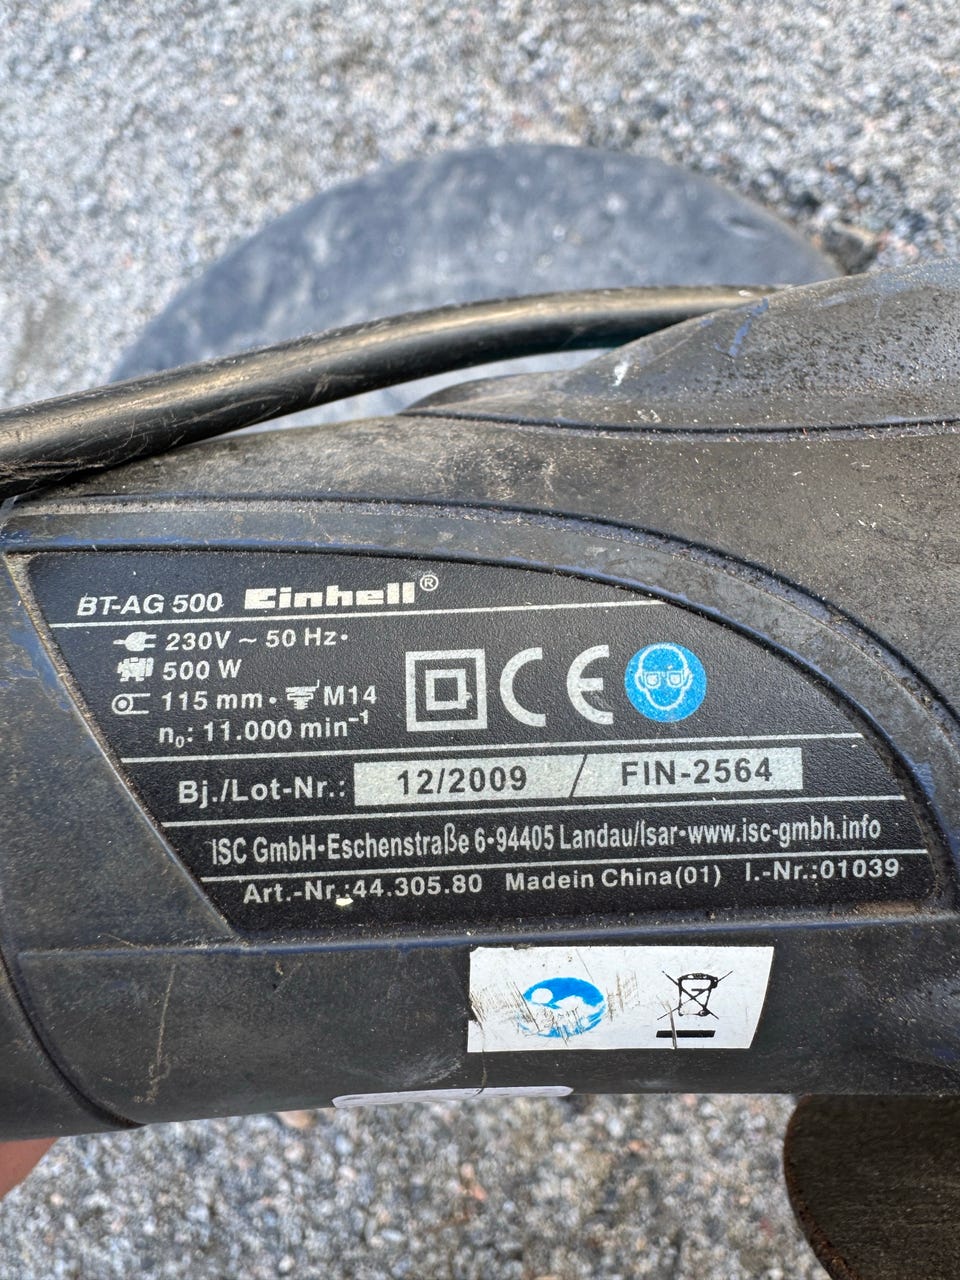 BT-AG 500 Einhell®
230V ~ 50 Hz•
500 W
115 mm • M14
n₀: 11.000 min⁻¹
CE
Bj./Lot-Nr.: 12/2009 / FIN-2564
ISC GmbH•Eschenstraße 6•94405 Landau/Isar•www.isc-gmbh.info
Art.-Nr.:44.305.80 Madein China(01) I.-Nr.:01039